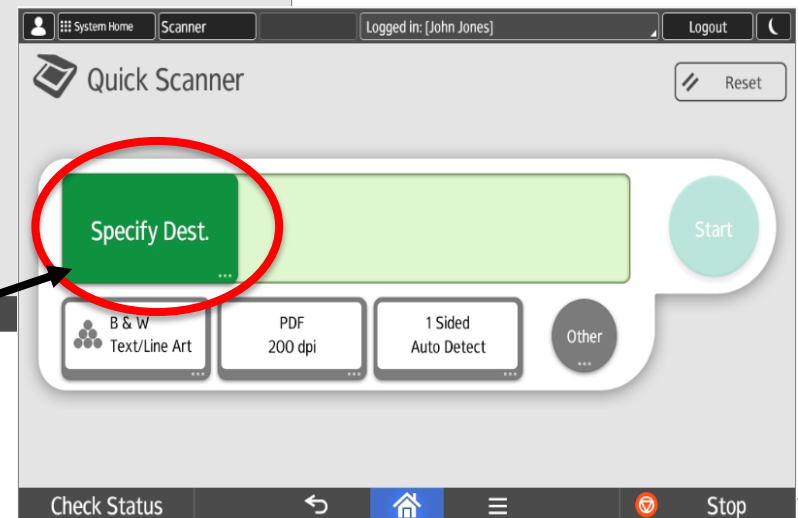 System Home Scanner Logged in: [John Jones] Logout
Quick Scanner
Reset
Specify Dest.
...
Start
B & W
Text/Line Art
...
PDF
200 dpi
...
1 Sided
Auto Detect
...
Other
...
Check Status Stop